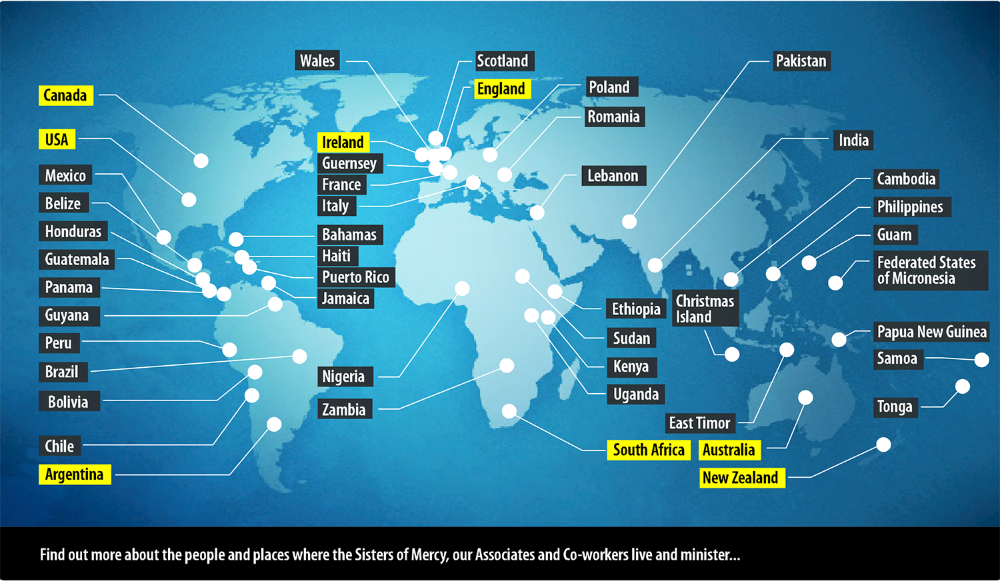 Wales
Scotland
Pakistan
England
Poland
Canada
Romania
USA
Ireland
India
Guernsey
Mexico
France
Lebanon
Cambodia
Belize
Italy
Philippines
Honduras
Bahamas
Guam
Guatemala
Haiti
Federated States
of Micronesia
Panama
Puerto Rico
Jamaica
Guyana
Ethiopia
Christmas
Island
Peru
Sudan
Papua New Guinea
Brazil
Nigeria
Kenya
Samoa
Bolivia
Zambia
Uganda
Tonga
East Timor
Chile
South Africa
Australia
Argentina
New Zealand
Find out more about the people and places where the Sisters of Mercy, our Associates and Co-workers live and minister...